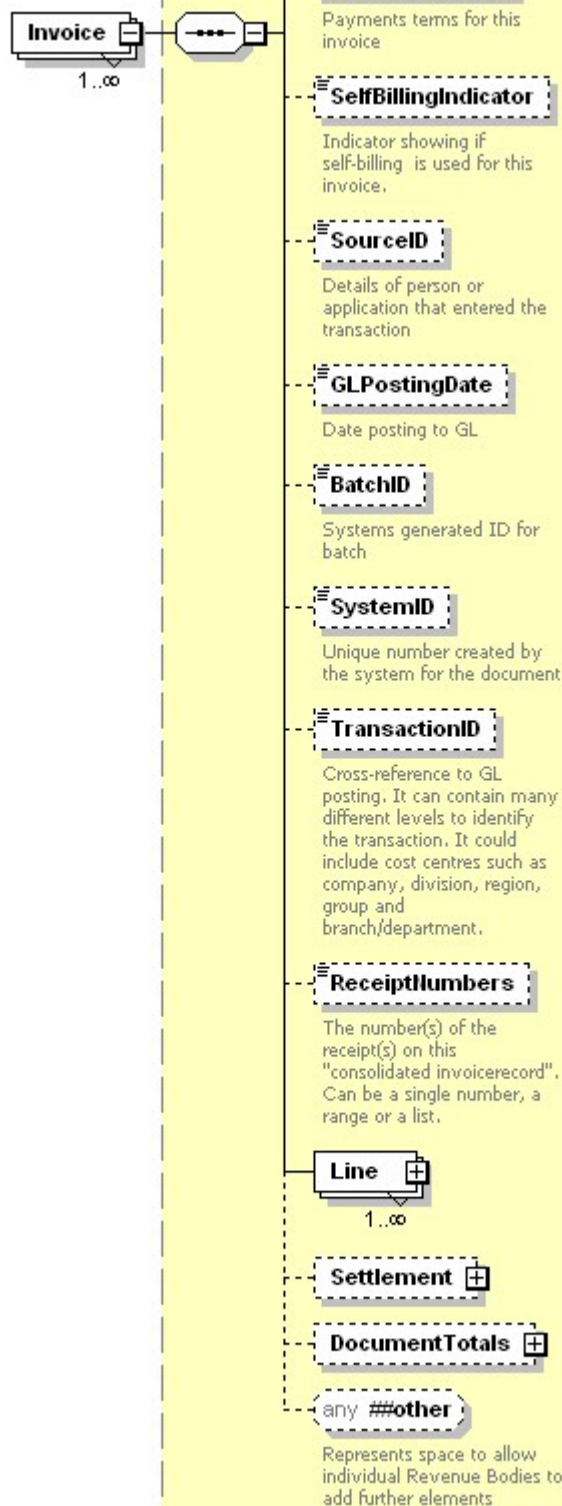 Payments terms for this
invoice
Invoice
1..∞
SelfBillingIndicator
Indicator showing if
self-billing is used for this
invoice.
SourceID
Details of person or
application that entered the
transaction
GLPostingDate
Date posting to GL
BatchID
Systems generated ID for
batch
SystemID
Unique number created by
the system for the document
TransactionID
Cross-reference to GL
posting. It can contain many
different levels to identify
the transaction. It could
include cost centres such as
company, division, region,
group and
branch/department.
ReceiptNumbers
The number(s) of the
receipt(s) on this
"consolidated invoicerecord".
Can be a single number, a
range or a list.
Line
1..∞
Settlement
DocumentTotals
any ##other
Represents space to allow
individual Revenue Bodies to
add further elements